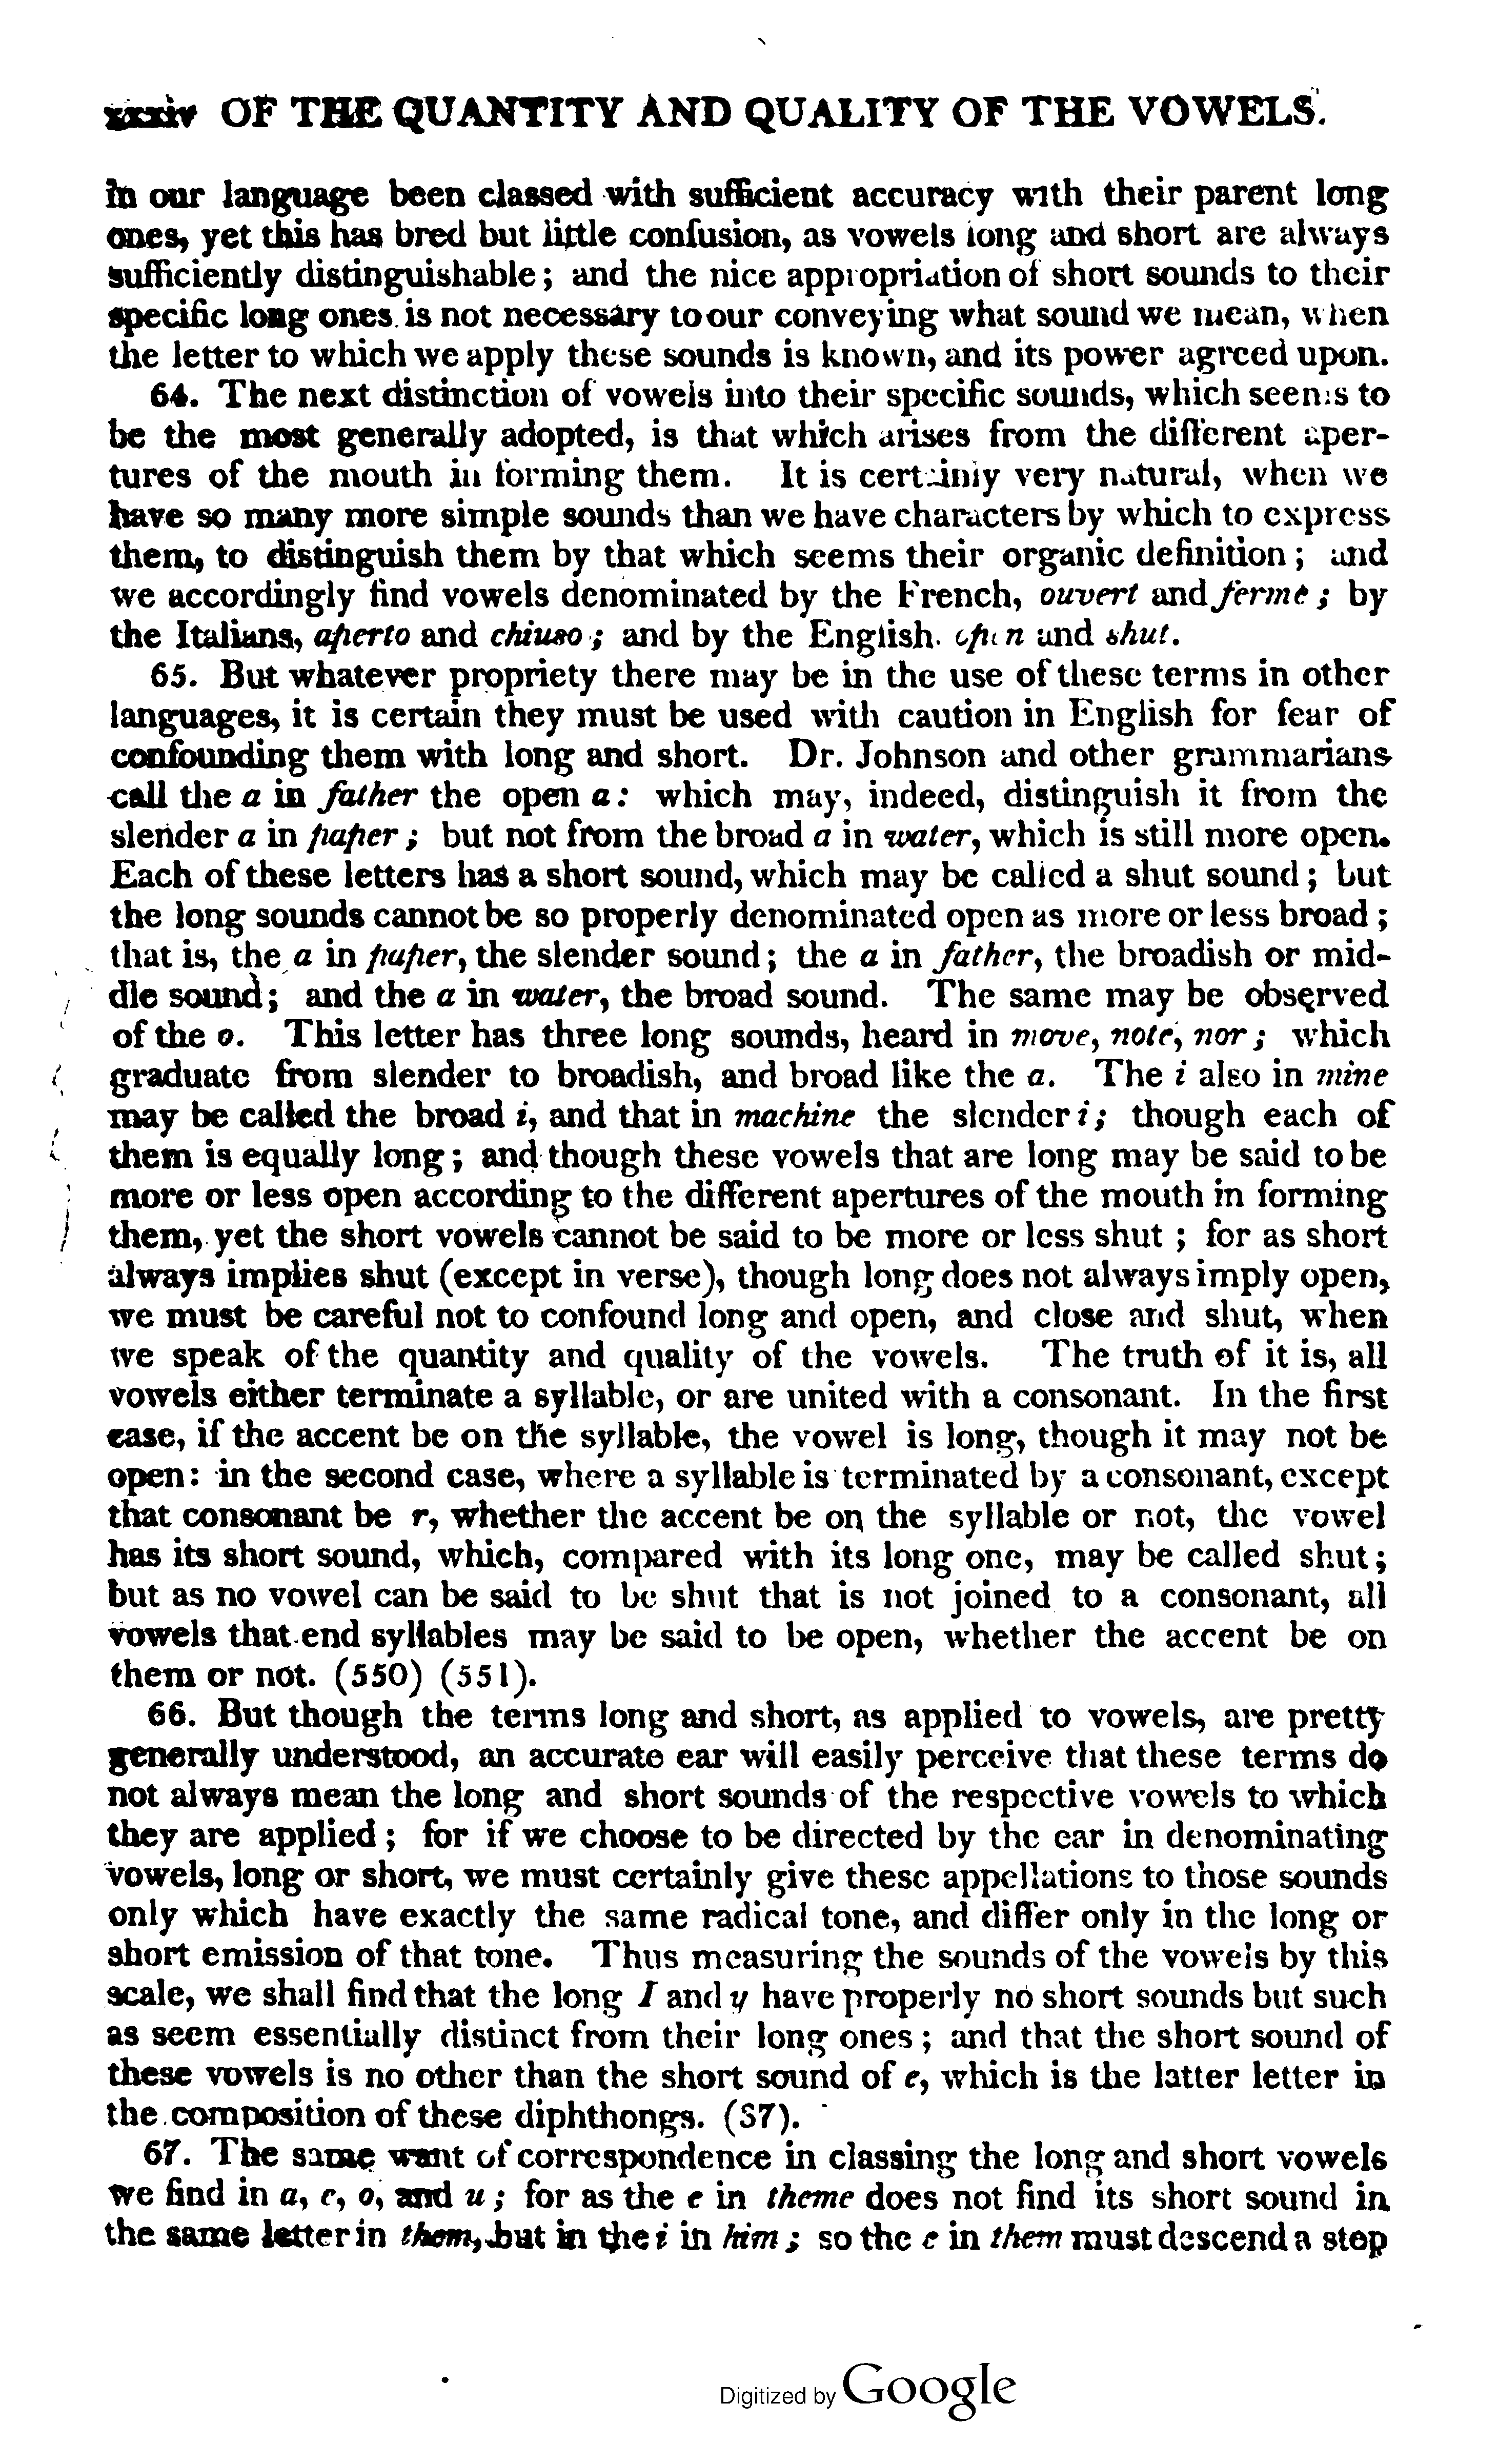 xxxiv OF THE QUANTITY AND QUALITY OF THE VOWELS.
in our language been classed with sufficient accuracy with their parent long
ones, yet this has bred but little confusion, as vowels long and short are always
sufficiently distinguishable; and the nice appropriation of short sounds to their
specific long ones is not necessary to our conveying what sound we mean, when
the letter to which we apply these sounds is known, and its power agreed upon.
64. The next distinction of vowels into their specific sounds, which seems to
be the most generally adopted, is that which arises from the different aper-
tures of the mouth in forming them. It is certainly very natural, when we
have so many more simple sounds than we have characters by which to express
them, to distinguish them by that which seems their organic definition; and
we accordingly find vowels denominated by the French, ouvert and fermé; by
the Italians, aperto and chiuso; and by the English. open and shut.
65. But whatever propriety there may be in the use of these terms in other
languages, it is certain they must be used with caution in English for fear of
confounding them with long and short. Dr. Johnson and other grammarians
call the a in father the open a: which may, indeed, distinguish it from the
slender a in paper; but not from the broad a in water, which is still more open.
Each of these letters has a short sound, which may be called a shut sound; but
the long sounds cannot be so properly denominated open as more or less broad;
that is, the a in paper, the slender sound; the a in father, the broadish or mid-
dle sound; and the a in water, the broad sound. The same may be observed
of the o. This letter has three long sounds, heard in move, note, nor; which
graduate from slender to broadish, and broad like the a. The i also in mine
may be called the broad i, and that in machine the slender i; though each of
them is equally long; and though these vowels that are long may be said to be
more or less open according to the different apertures of the mouth in forming
them, yet the short vowels cannot be said to be more or less shut; for as short
always implies shut (except in verse), though long does not always imply open,
we must be careful not to confound long and open, and close and shut, when
we speak of the quantity and quality of the vowels. The truth of it is, all
vowels either terminate a syllable, or are united with a consonant. In the first
case, if the accent be on the syllable, the vowel is long, though it may not be
open: in the second case, where a syllable is terminated by a consonant, except
that consonant be r, whether the accent be on the syllable or not, the vowel
has its short sound, which, compared with its long one, may be called shut;
but as no vowel can be said to be shut that is not joined to a consonant, all
vowels that end syllables may be said to be open, whether the accent be on
them or not. (550) (551).
66. But though the terms long and short, as applied to vowels, are pretty
generally understood, an accurate ear will easily perceive that these terms do
not always mean the long and short sounds of the respective vowels to which
they are applied; for if we choose to be directed by the ear in denominating
vowels, long or short, we must certainly give these appellations to those sounds
only which have exactly the same radical tone, and differ only in the long or
short emission of that tone. Thus measuring the sounds of the vowels by this
scale, we shall find that the long I and y have properly no short sounds but such
as seem essentially distinct from their long ones; and that the short sound of
these vowels is no other than the short sound of e, which is the latter letter in
the composition of these diphthongs. (37).
67. The same want of correspondence in classing the long and short vowels
we find in a, e, o, and u; for as the e in theme does not find its short sound in
the same letter in them, but in the i in him; so the e in them must descend a step
Digitized by Google